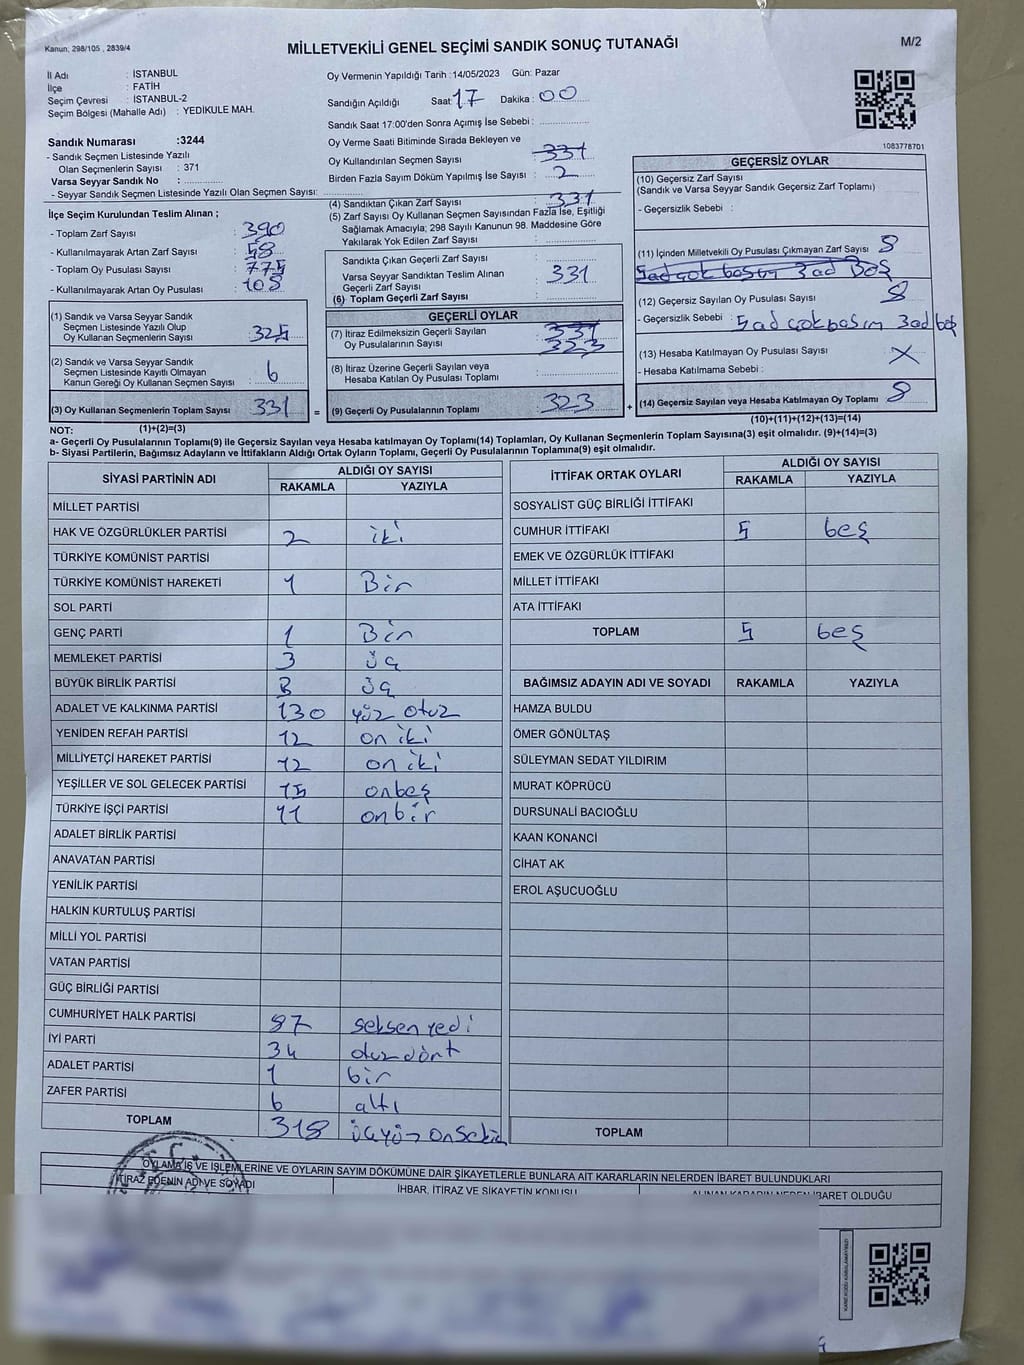 Kanun; 298/105 , 2839/4
MİLLETVEKİLİ GENEL SEÇİMİ SANDIK SONUÇ TUTANAĞI
M/2
İl Adı : İSTANBUL
İlçe : FATİH
Seçim Çevresi : İSTANBUL-2
Seçim Bölgesi (Mahalle Adı) : YEDİKULE MAH.
Sandık Numarası :3244
- Sandık Seçmen Listesinde Yazılı
Olan Seçmenlerin Sayısı : 371
Varsa Seyyar Sandık No :
- Seyyar Sandık Seçmen Listesinde Yazılı Olan Seçmen Sayısı:
Oy Vermenin Yapıldığı Tarih :14/05/2023 Gün: Pazar
Sandığın Açıldığı Saat 17 Dakika : 00
Sandık Saat 17:00'den Sonra Açımış İse Sebebi :
Oy Verme Saati Bitiminde Sırada Bekleyen ve
Oy Kullandırılan Seçmen Sayısı : 331
Birden Fazla Sayım Döküm Yapılmış İse Sayısı : 2
1083778701
İlçe Seçim Kurulundan Teslim Alınan ;
- Toplam Zarf Sayısı : 390
- Kullanılmayarak Artan Zarf Sayısı : 58
- Toplam Oy Pusulası Sayısı : 775
- Kullanılmayarak Artan Oy Pusulası : 108
(1) Sandık ve Varsa Seyyar Sandık
Seçmen Listesinde Yazılı Olup
Oy Kullanan Seçmenlerin Sayısı : 325
(2) Sandık ve Varsa Seyyar Sandık
Seçmen Listesinde Kayıtlı Olmayan
Kanun Gereği Oy Kullanan Seçmen Sayısı : 6
(3) Oy Kullanan Seçmenlerin Toplam Sayısı 331 =
(4) Sandıktan Çıkan Zarf Sayısı : 331
(5) Zarf Sayısı Oy Kullanan Seçmen Sayısından Fazla İse, Eşitliği
Sağlamak Amacıyla; 298 Sayılı Kanunun 98. Maddesine Göre
Yakılarak Yok Edilen Zarf Sayısı :
Sandıkta Çıkan Geçerli Zarf Sayısı :
Varsa Seyyar Sandıktan Teslim Alınan
Geçerli Zarf Sayısı : 331
(6) Toplam Geçerli Zarf Sayısı :
GEÇERLİ OYLAR
(7) İtiraz Edilmeksizin Geçerli Sayılan
Oy Pusulalarının Sayısı : 331 323
(8) İtiraz Üzerine Geçerli Sayılan veya
Hesaba Katılan Oy Pusulası Toplamı :
(9) Geçerli Oy Pusulalarının Toplamı : 323 +
GEÇERSİZ OYLAR
(10) Geçersiz Zarf Sayısı
(Sandık ve Varsa Seyyar Sandık Geçersiz Zarf Toplamı)
- Geçersizlik Sebebi :
(11) İçinden Milletvekili Oy Pusulası Çıkmayan Zarf Sayısı 8
5ad çok basım 3ad Boş
(12) Geçersiz Sayılan Oy Pusulası Sayısı : 8
- Geçersizlik Sebebi : 5ad çok basım 3ad boş
(13) Hesaba Katılmayan Oy Pusulası Sayısı : X
- Hesaba Katılmama Sebebi :
(14) Geçersiz Sayılan veya Hesaba Katılmayan Oy Toplamı : 8
NOT: (1)+(2)=(3)
(10)+(11)+(12)+(13)=(14)
a- Geçerli Oy Pusulalarının Toplamı(9) ile Geçersiz Sayılan veya Hesaba katılmayan Oy Toplamı(14) Toplamları, Oy Kullanan Seçmenlerin Toplam Sayısına(3) eşit olmalıdır. (9)+(14)=(3)
b- Siyasi Partilerin, Bağımsız Adayların ve İttifakların Aldığı Ortak Oyların Toplamı, Geçerli Oy Pusulalarının Toplamına(9) eşit olmalıdır.
SİYASİ PARTİNİN ADI
ALDIĞI OY SAYISI
RAKAMLA YAZIYLA
MİLLET PARTİSİ
HAK VE ÖZGÜRLÜKLER PARTİSİ 2 iki
TÜRKİYE KOMÜNİST PARTİSİ
TÜRKİYE KOMÜNİST HAREKETİ 1 Bir
SOL PARTİ
GENÇ PARTİ 1 Bir
MEMLEKET PARTİSİ 3 üç
BÜYÜK BİRLİK PARTİSİ 3 üç
ADALET VE KALKINMA PARTİSİ 130 yüz otuz
YENİDEN REFAH PARTİSİ 12 on iki
MİLLİYETÇİ HAREKET PARTİSİ 12 on iki
YEŞİLLER VE SOL GELECEK PARTİSİ 15 onbeş
TÜRKİYE İŞÇİ PARTİSİ 11 onbir
ADALET BİRLİK PARTİSİ
ANAVATAN PARTİSİ
YENİLİK PARTİSİ
HALKIN KURTULUŞ PARTİSİ
MİLLİ YOL PARTİSİ
VATAN PARTİSİ
GÜÇ BİRLİĞİ PARTİSİ
CUMHURİYET HALK PARTİSİ 87 seksen yedi
İYİ PARTİ 34 otuz dört
ADALET PARTİSİ 1 bir
ZAFER PARTİSİ 6 altı
TOPLAM 318 üçyüz onsekiz
İTTİFAK ORTAK OYLARI
ALDIĞI OY SAYISI
RAKAMLA YAZIYLA
SOSYALİST GÜÇ BİRLİĞİ İTTİFAKI
CUMHUR İTTİFAKI 5 beş
EMEK VE ÖZGÜRLÜK İTTİFAKI
MİLLET İTTİFAKI
ATA İTTİFAKI
TOPLAM 5 beş
BAĞIMSIZ ADAYIN ADI VE SOYADI RAKAMLA YAZIYLA
HAMZA BULDU
ÖMER GÖNÜLTAŞ
SÜLEYMAN SEDAT YILDIRIM
MURAT KÖPRÜCÜ
DURSUNALİ BACIOĞLU
KAAN KONANCİ
CİHAT AK
EROL AŞUCUOĞLU
TOPLAM
OYLAMA İŞ VE İŞLEMLERİNE VE OYLARIN SAYIM DÖKÜMÜNE DAİR ŞİKAYETLERLE BUNLARA AİT KARARLARIN NELERDEN İBARET BULUNDUKLARI
İTİRAZ EDENİN ADI VE SOYADI
İHBAR, İTİRAZ VE ŞİKAYETİN KONUSU
ALINAN KARARIN NEDEN İBARET OLDUĞU